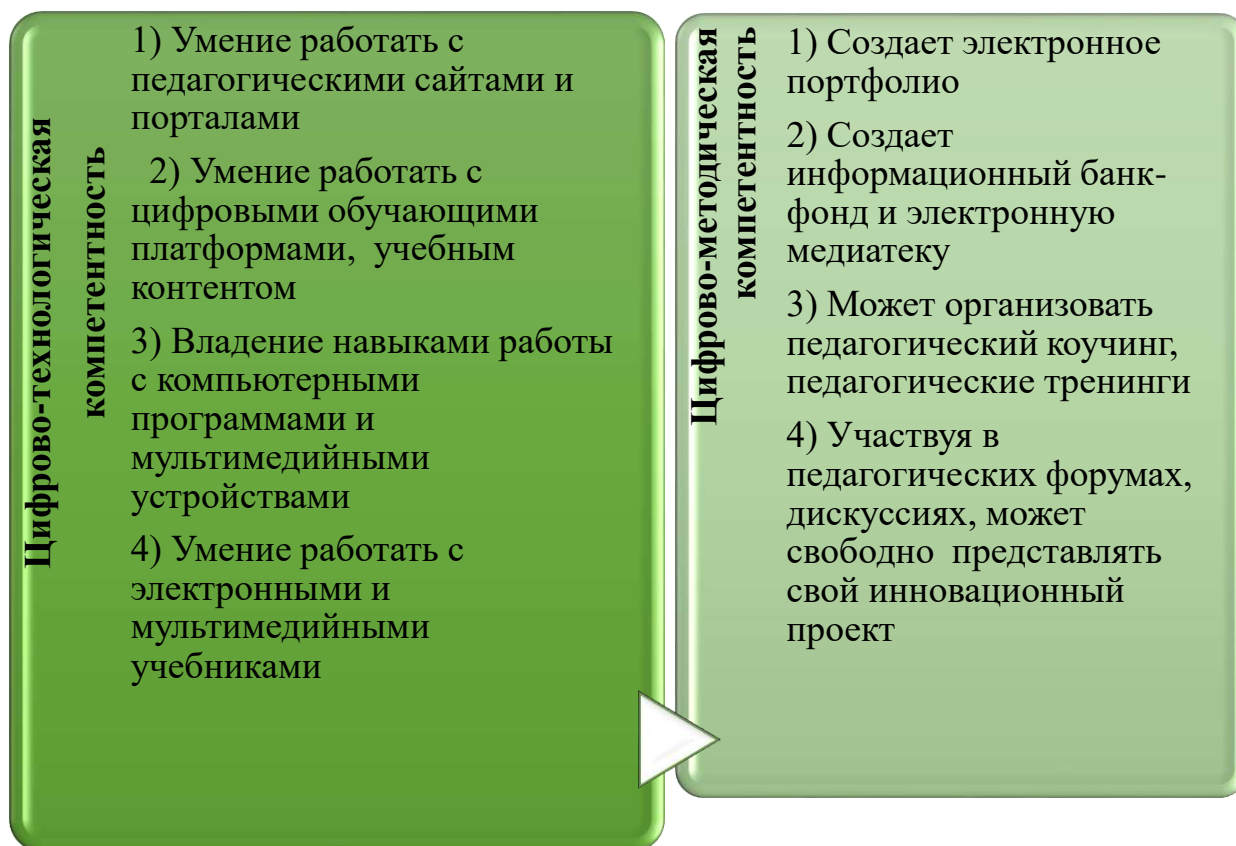 Цифрово-технологическая
компетентность
1) Умение работать с
педагогическими сайтами и
порталами
2) Умение работать с
цифровыми обучающими
платформами, учебным
контентом
3) Владение навыками работы
с компьютерными
программами и
мультимедийными
устройствами
4) Умение работать с
электронными и
мультимедийными
учебниками
Цифрово-методическая
компетентность
1) Создает электронное
портфолио
2) Создает
информационный банк-
фонд и электронную
медиатеку
3) Может организовать
педагогический коучинг,
педагогические тренинги
4) Участвуя в
педагогических форумах,
дискуссиях, может
свободно представлять
свой инновационный
проект